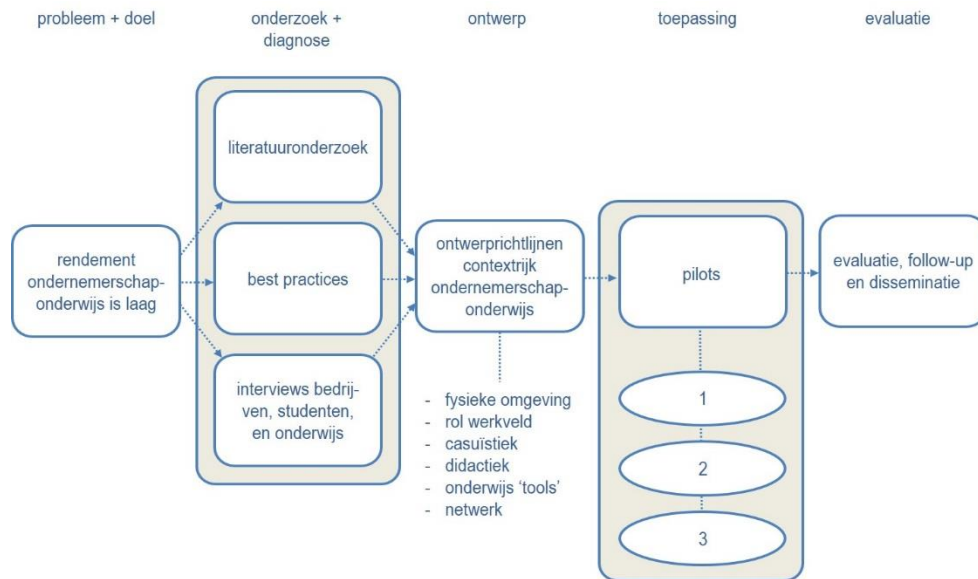 probleem + doel
onderzoek +
diagnose
ontwerp
toepassing
evaluatie
rendement
ondernemerschap-
onderwijs is laag
literatuuronderzoek
best practices
interviews bedrij-
ven, studenten,
en onderwijs
ontwerprichtlijnen
contextrijk
ondernemerschap-
onderwijs
- fysieke omgeving
- rol werkveld
- casuïstiek
- didactiek
- onderwijs ‘tools’
- netwerk
pilots
1
2
3
evaluatie, follow-up
en disseminatie